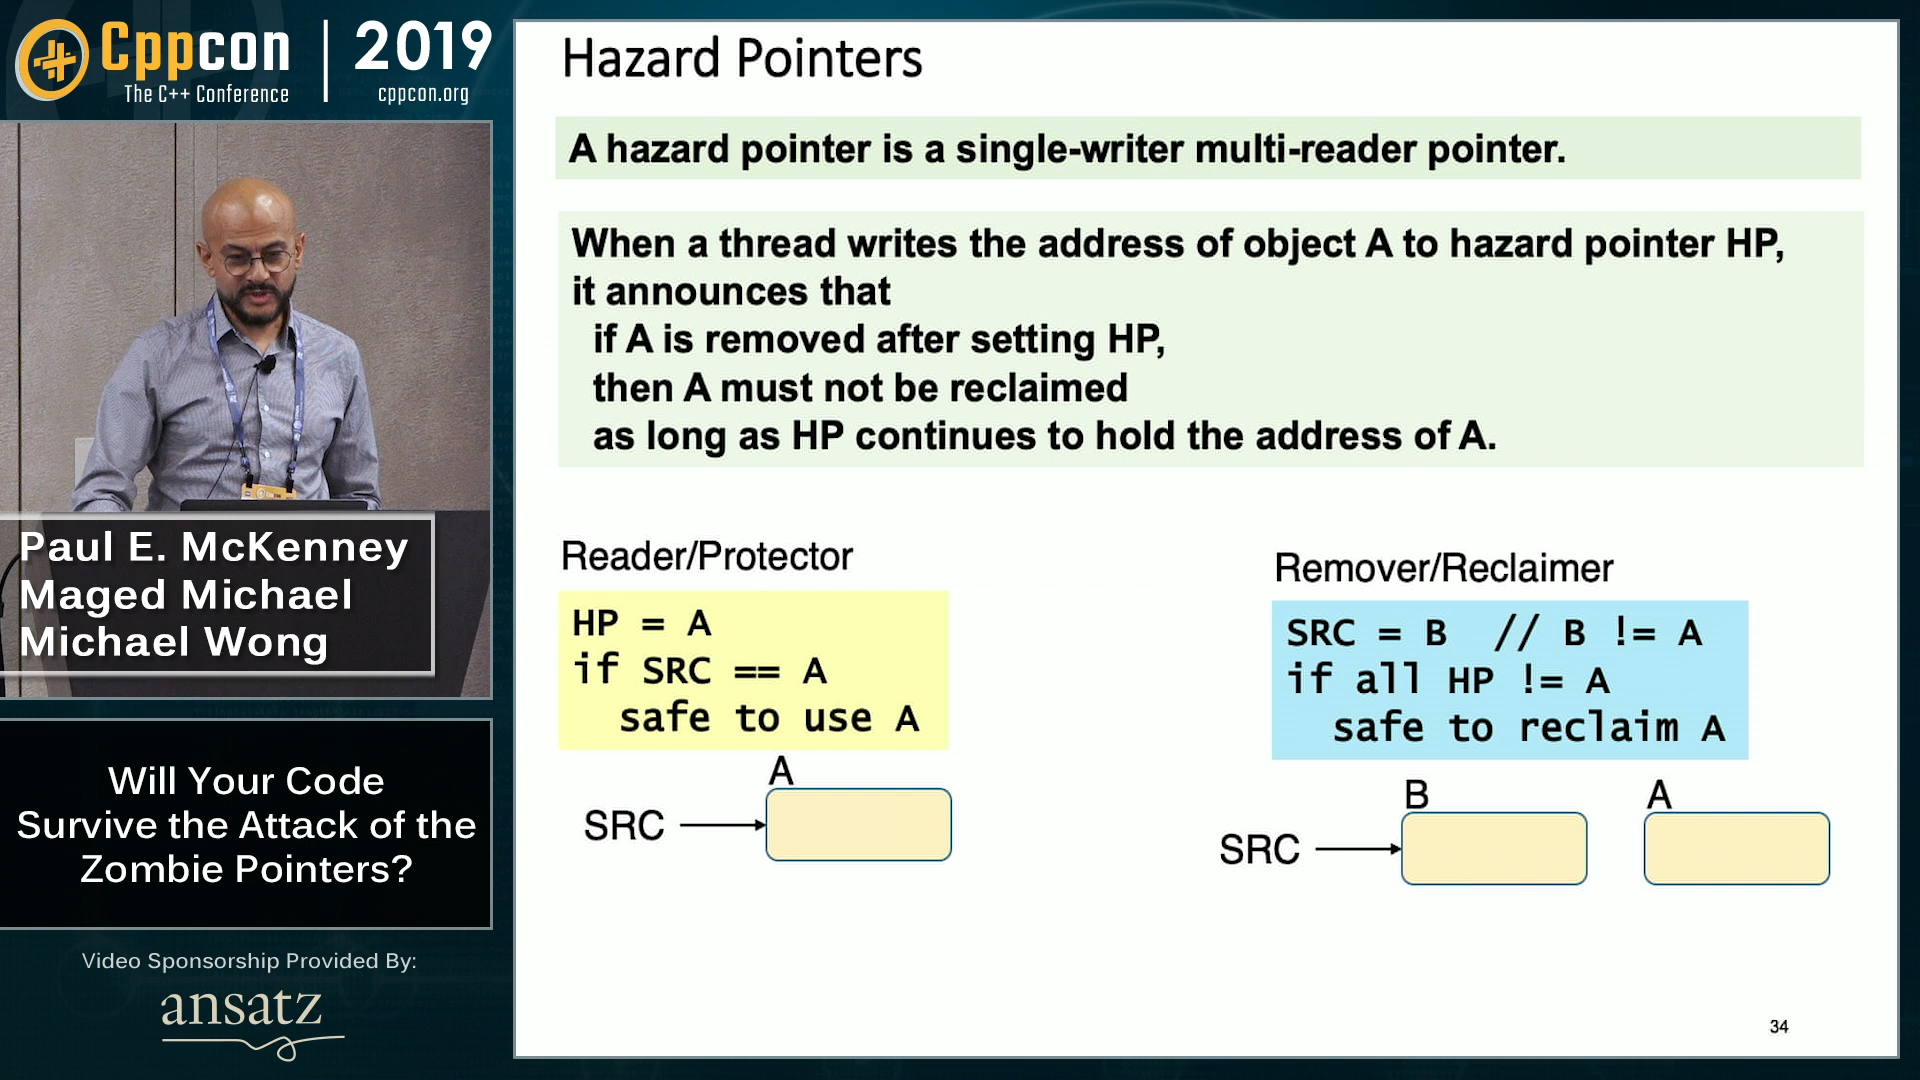 Cppcon | 2019
The C++ Conference
cppcon.org
Paul E. McKenney
Maged Michael
Michael Wong
Will Your Code
Survive the Attack of the
Zombie Pointers?
Video Sponsorship Provided By:
ansatz
Hazard Pointers
A hazard pointer is a single-writer multi-reader pointer.
When a thread writes the address of object A to hazard pointer HP,
it announces that
if A is removed after setting HP,
then A must not be reclaimed
as long as HP continues to hold the address of A.
Reader/Protector
HP = A
if SRC == A
safe to use A
A
SRC
Remover/Reclaimer
SRC = B // B != A
if all HP != A
safe to reclaim A
B
A
SRC
34